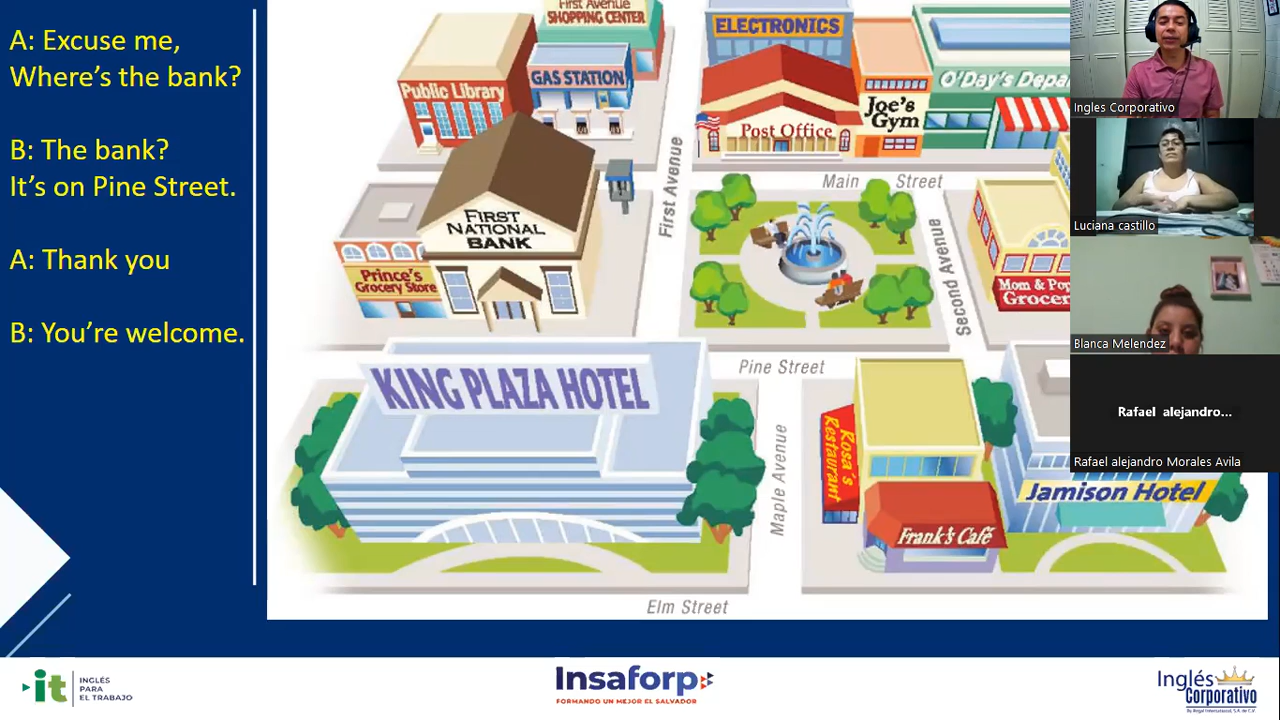 A: Excuse me,
Where's the bank?
B: The bank?
It's on Pine Street.
A: Thank you
B: You're welcome.
First Avenue
SHOPPING CENTER
ELECTRONICS
Public Library
GAS STATION
Post Office
Joe's
Gym
O'Day's
Main Street
First Avenue
FIRST
NATIONAL
BANK
Prince's
Grocery Store
Second Avenue
Mom & Pop
KING PLAZA HOTEL
Pine Street
Maple Avenue
Rosa's
Restaurant
Frank's Café
Jamison Hotel
Elm Street
Ingles Corporativo
Luciana castillo
Blanca Melendez
Rafael alejandro...
Rafael alejandro Morales Avila
it
INGLÉS
PARA
EL TRABAJO
Insaforp
FORMANDO UN MEJOR EL SALVADOR
Inglés
Corporativo